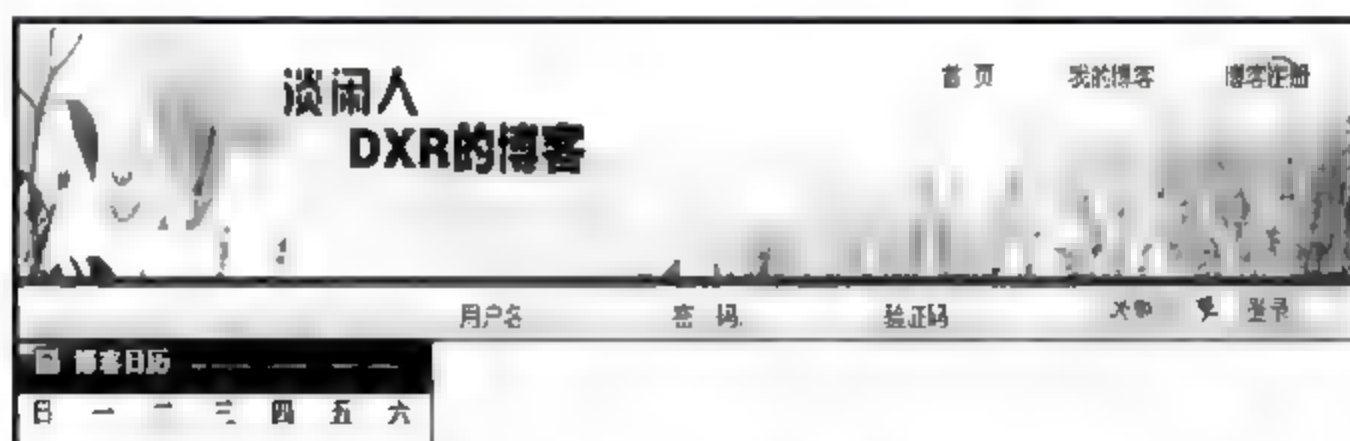 淡闲人
DXR的博客
首 页 我的博客 博客注册
用户名 密 码 验证码 登录
博客日历
日 一 二 三 四 五 六